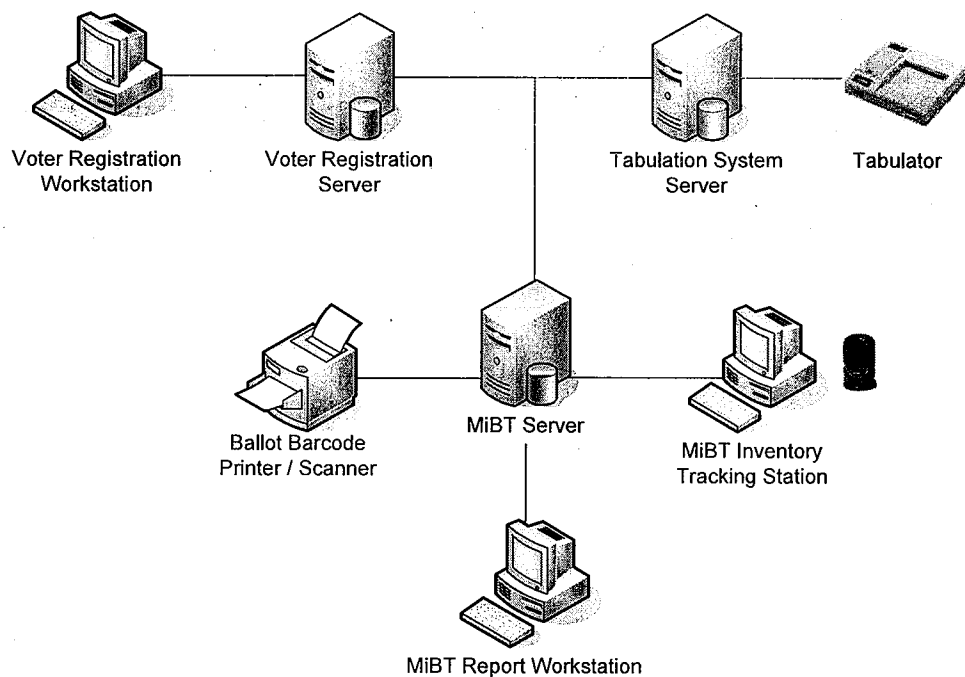 Voter Registration
Workstation
Voter Registration
Server
Tabulation System
Server
Tabulator
Ballot Barcode
Printer / Scanner
MiBT Server
MiBT Inventory
Tracking Station
MiBT Report Workstation